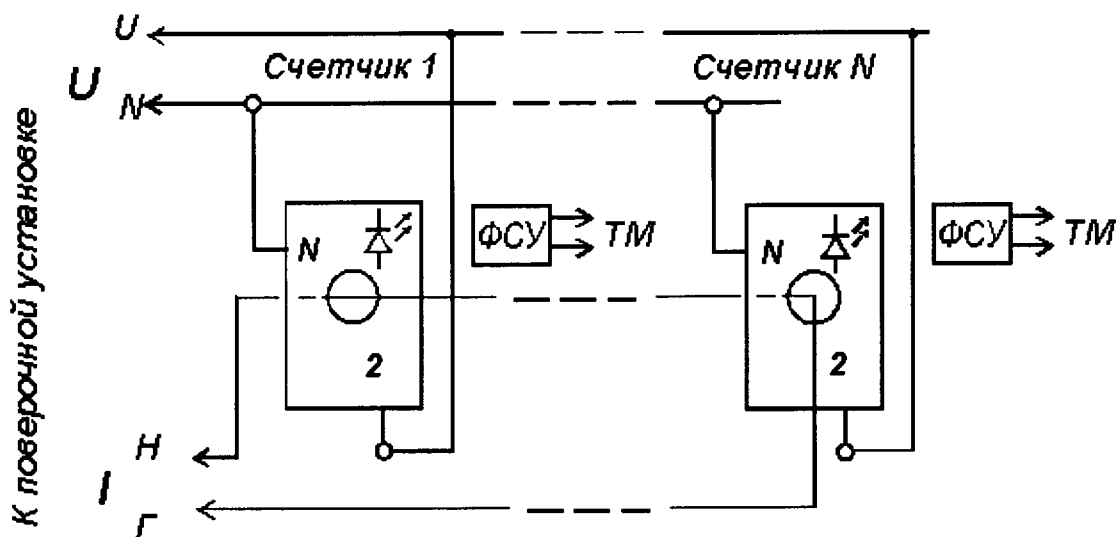 К поверочной установке
U
U
N
Счетчик 1
Счетчик N
N
ФСУ
ТМ
2
N
ФСУ
ТМ
2
I
Н
Г